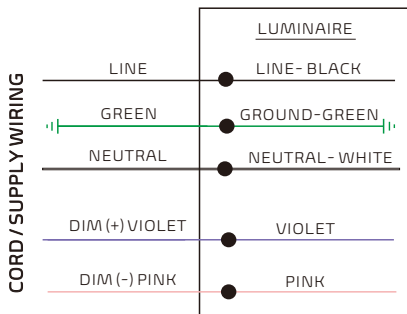 LUMINAIRE
LINE LINE-BLACK
GREEN GROUND-GREEN
NEUTRAL NEUTRAL-WHITE
DIM (+) VIOLET VIOLET
DIM (-) PINK PINK
CORD / SUPPLY WIRING